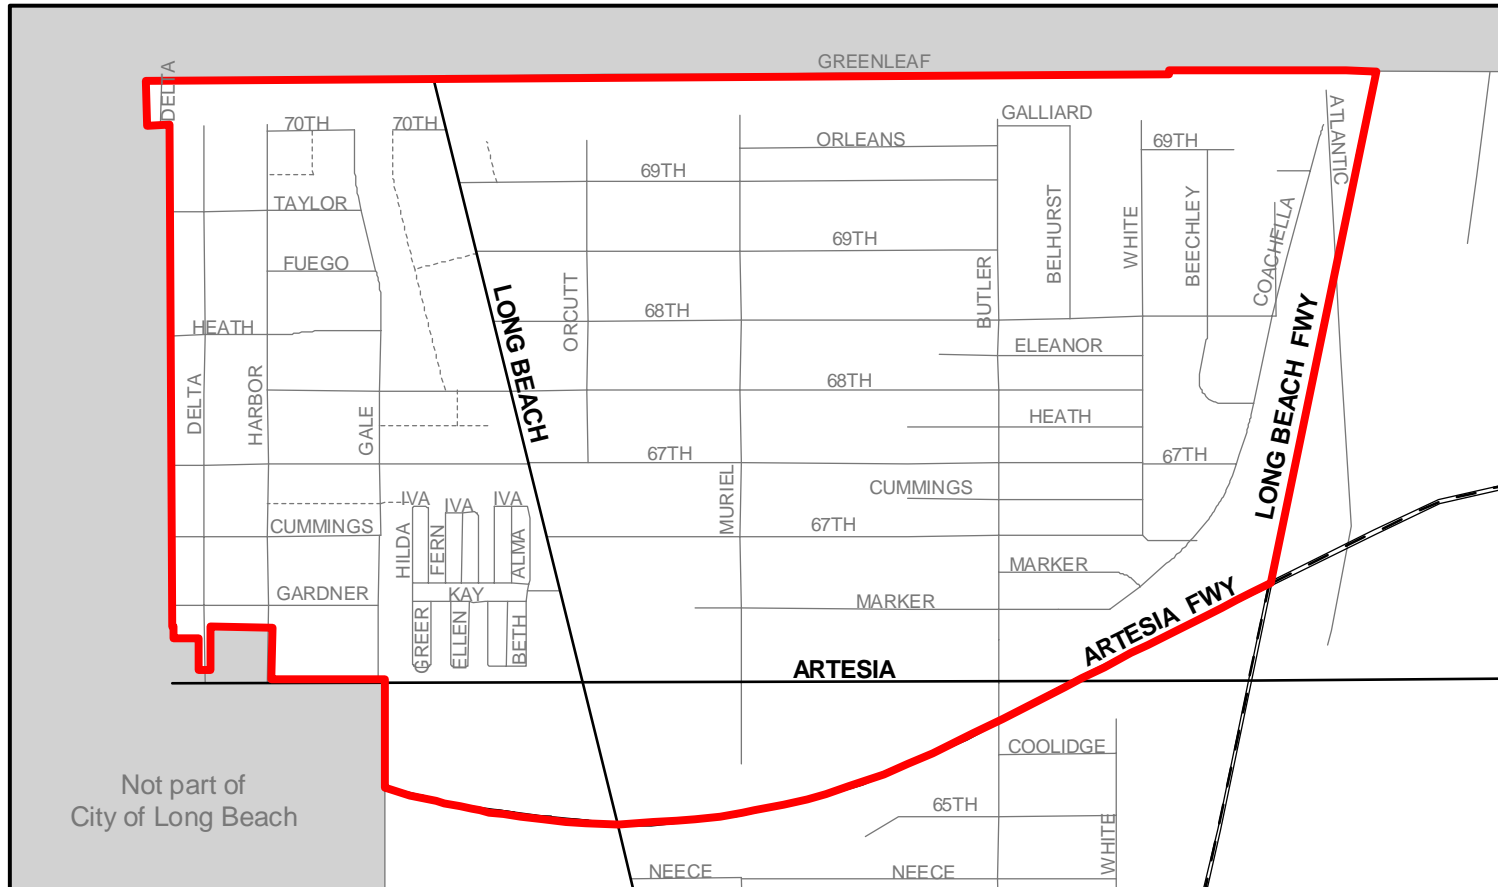 GREENLEAF
DELTA
ATLANTIC
GALLIARD
70TH
70TH
ORLEANS
69TH
69TH
BELHURST
WHITE
BEECHLEY
COACHELLA
TAYLOR
69TH
FUEGO
BUTLER
ORCUTT
LONG BEACH
LONG BEACH FWY
68TH
HEATH
ELEANOR
DELTA
HARBOR
GALE
68TH
HEATH
67TH
67TH
MURIEL
CUMMINGS
IVA
IVA
IVA
CUMMINGS
HILDA
FERN
ALMA
67TH
MARKER
GARDNER
KAY
MARKER
ARTESIA FWY
GREER
ELLEN
BETH
ARTESIA
COOLIDGE
Not part of
City of Long Beach
65TH
WHITE
NEECE
NEECE